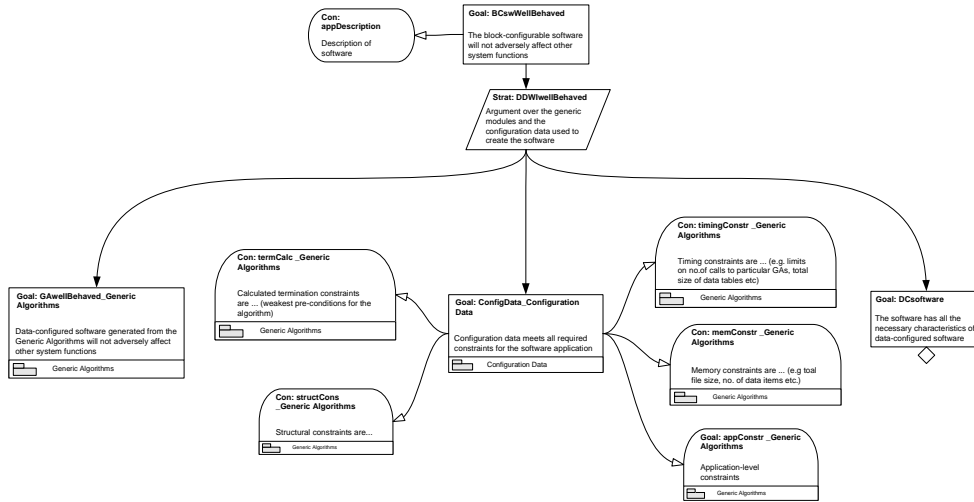 Con:
appDescription
Description of
software
Goal: BCswWellBehaved
The block-configurable software
will not adversely affect other
system functions
Strat: DDWIwellBehaved
Argument over the generic
modules and the
configuration data used to
create the software
Goal: GAwellBehaved_Generic
Algorithms
Data-configured software generated from the
Generic Algorithms will not adversely affect
other system functions
Generic Algorithms
Con: termCalc _Generic
Algorithms
Calculated termination constraints
are ... (weakest pre-conditions for the
algorithm)
Generic Algorithms
Con: structCons
_Generic Algorithms
Structural constraints are...
Generic Algorithms
Goal: ConfigData_Configuration
Data
Configuration data meets all required
constraints for the software application
Configuration Data
Con: timingConstr _Generic
Algorithms
Timing constraints are ... (e.g. limits
on no.of calls to particular GAs, total
size of data tables etc)
Generic Algorithms
Con: memConstr _Generic
Algorithms
Memory constraints are ... (e.g toal
file size, no. of data items etc.)
Generic Algorithms
Goal: appConstr _Generic
Algorithms
Application-level
constraints
Generic Algorithms
Goal: DCsoftware
The software has all the
necessary characteristics of
data-configured software